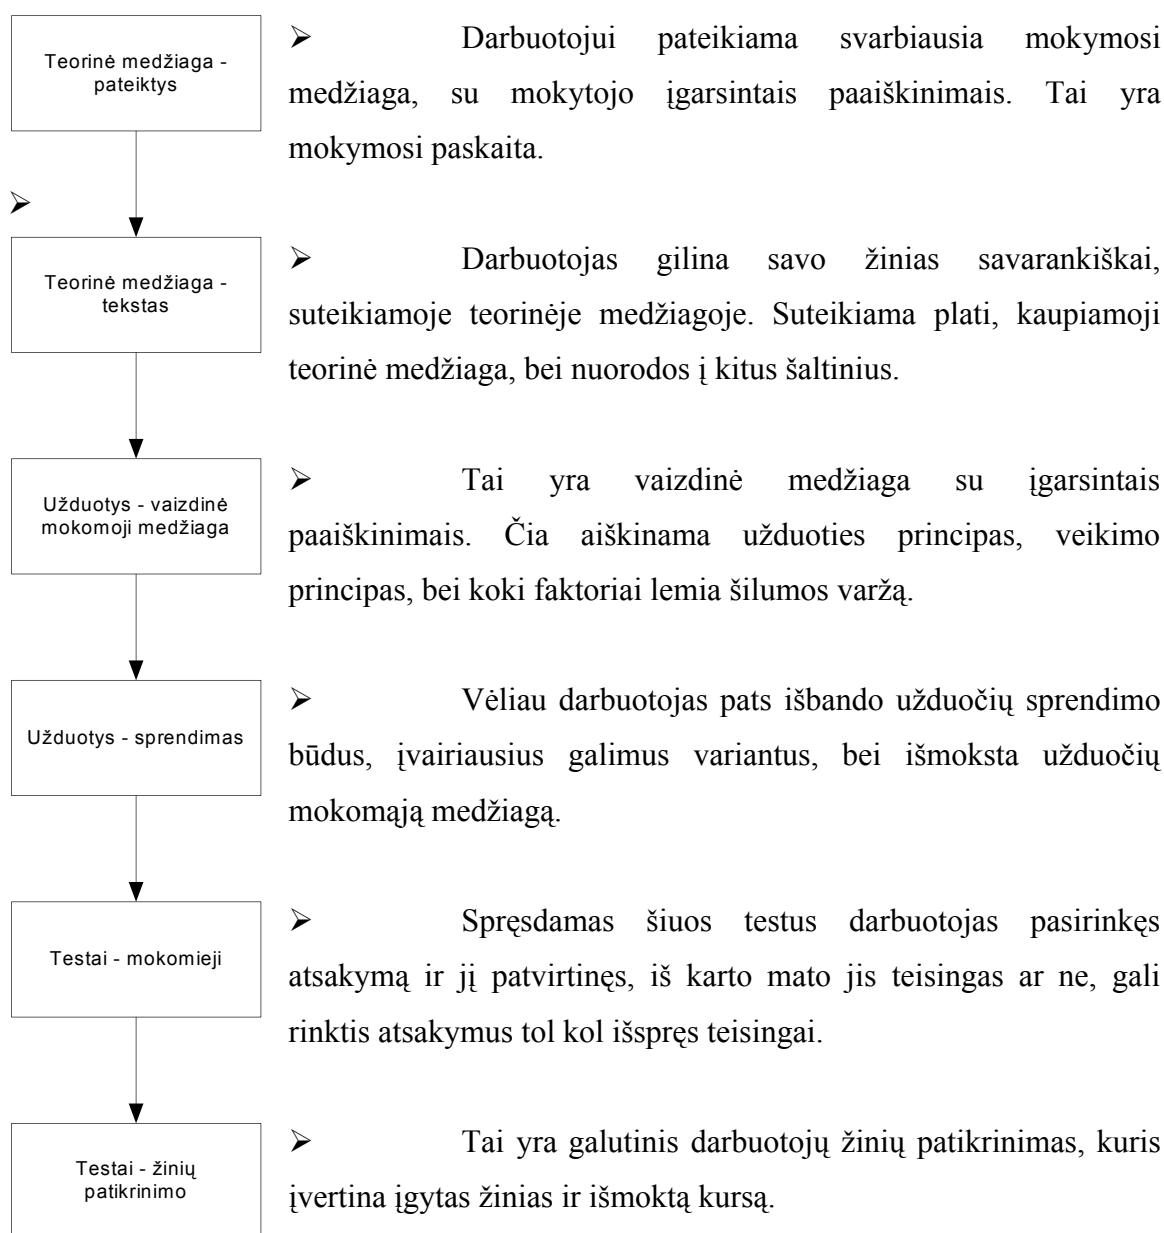 Teorinė medžiaga -
pateiktys
➢ Darbuotojui pateikiama svarbiausia mokymosi
medžiaga, su mokytojo įgarsintais paaiškinimais. Tai yra
mokymosi paskaita.
➢
Teorinė medžiaga -
tekstas
➢ Darbuotojas gilina savo žinias savarankiškai,
suteikiamoje teorinėje medžiagoje. Suteikiama plati, kaupiamoji
teorinė medžiaga, bei nuorodos į kitus šaltinius.
Užduotys - vaizdinė
mokomoji medžiaga
➢ Tai yra vaizdinė medžiaga su įgarsintais
paaiškinimais. Čia aiškinama užduoties principas, veikimo
principas, bei koki faktoriai lemia šilumos varžą.
Užduotys - sprendimas
➢ Vėliau darbuotojas pats išbando užduočių sprendimo
būdus, įvairiausius galimus variantus, bei išmoksta užduočių
mokomąją medžiagą.
Testai - mokomieji
➢ Spręsdamas šiuos testus darbuotojas pasirinkęs
atsakymą ir jį patvirtinęs, iš karto mato jis teisingas ar ne, gali
rinktis atsakymus tol kol išspręs teisingai.
Testai - žinių
patikrinimo
➢ Tai yra galutinis darbuotojų žinių patikrinimas, kuris
įvertina įgytas žinias ir išmoktą kursą.